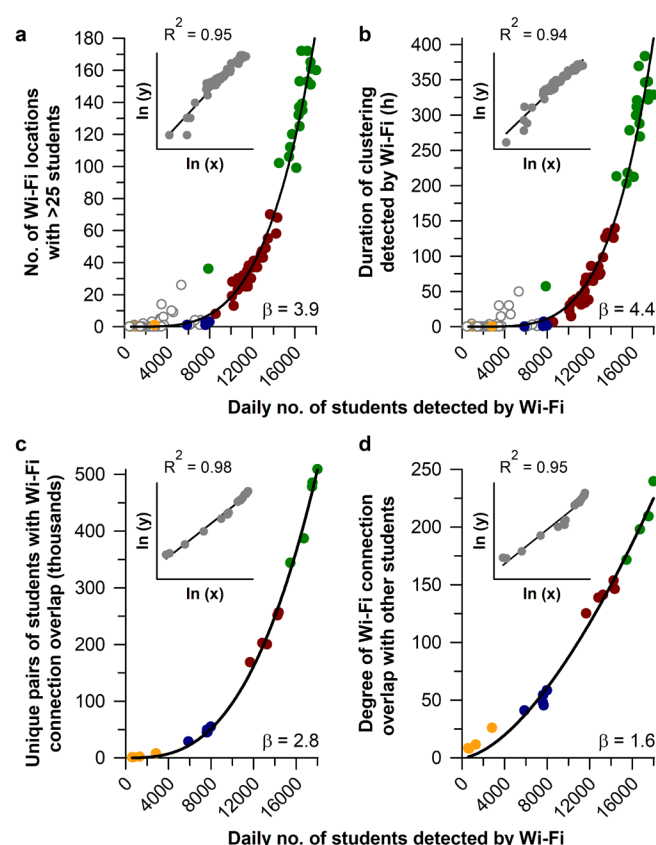 a
R² = 0.95
ln (y)
ln (x)
No. of Wi-Fi locations
with >25 students
180
160
140
120
100
80
60
40
20
0
β = 3.9
0
4000
8000
12000
16000
b
R² = 0.94
ln (y)
ln (x)
Duration of clustering
detected by Wi-Fi (h)
400
350
300
250
200
150
100
50
0
β = 4.4
0
4000
8000
12000
16000
Daily no. of students detected by Wi-Fi
c
R² = 0.98
ln (y)
ln (x)
Unique pairs of students with Wi-Fi
connection overlap (thousands)
500
400
300
200
100
0
β = 2.8
0
4000
8000
12000
16000
d
R² = 0.95
ln (y)
ln (x)
Degree of Wi-Fi connection
overlap with other students
250
200
150
100
50
0
β = 1.6
0
4000
8000
12000
16000
Daily no. of students detected by Wi-Fi